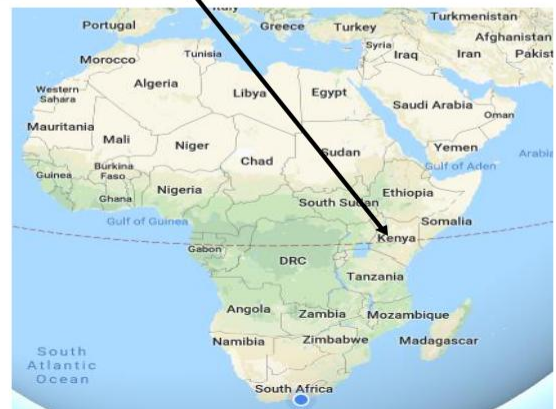 Italy
Portugal
Greece
Turkey
Turkmenistan
Afghanistan
Syria
Iraq
Iran
Pakist
Morocco
Tunisia
Western
Sahara
Algeria
Libya
Egypt
Saudi Arabia
Oman
Mauritania
Mali
Niger
Chad
Sudan
Yemen
Arabia
Gulf of Aden
Guinea
Burkina
Faso
Ghana
Nigeria
South Sudan
Ethiopia
Somalia
Gulf of Guinea
Gabon
DRC
Kenya
Tanzania
Angola
Zambia
Mozambique
Namibia
Zimbabwe
Madagascar
South
Atlantic
Ocean
South Africa